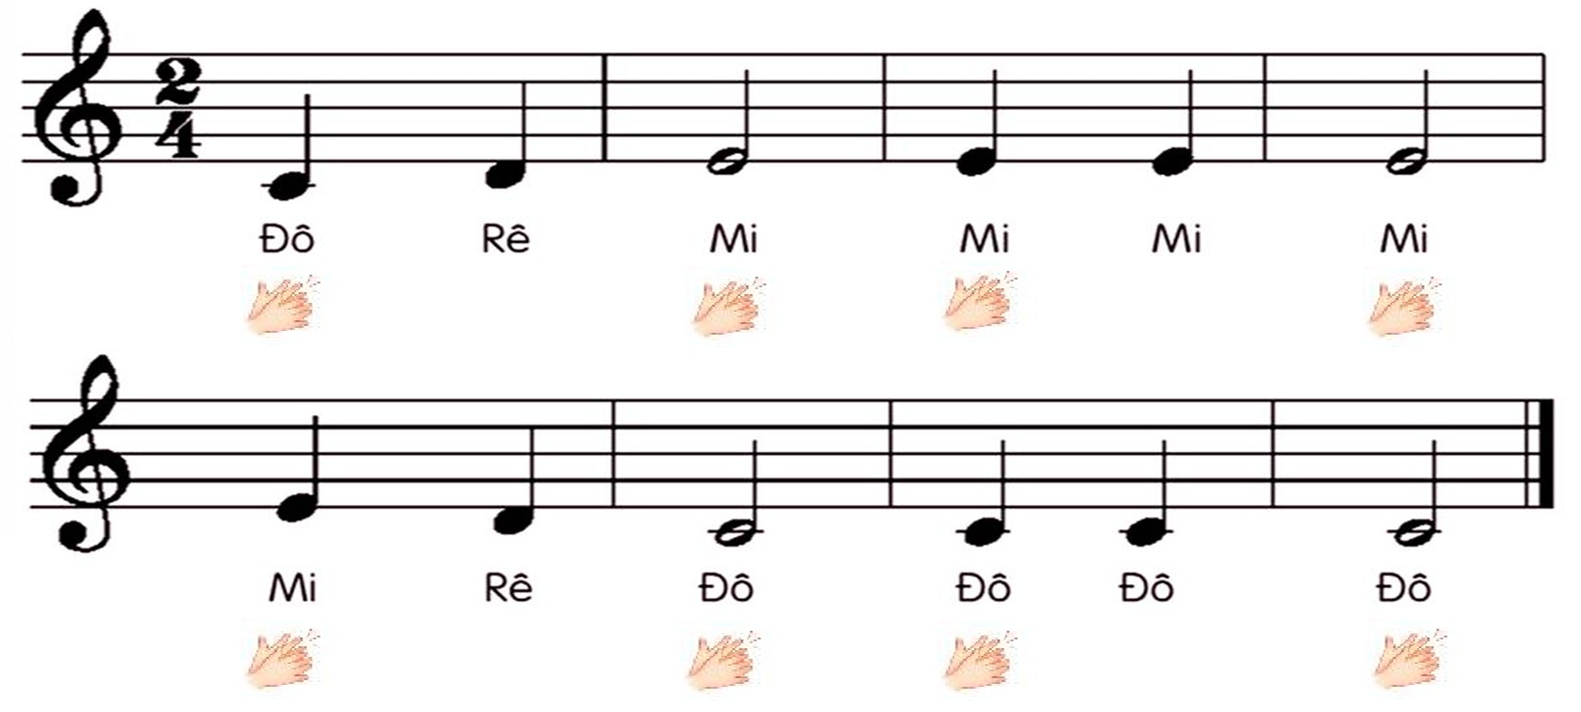 2
4
Đô Rê Mi Mi Mi Mi
Mi Rê Đô Đô Đô Đô